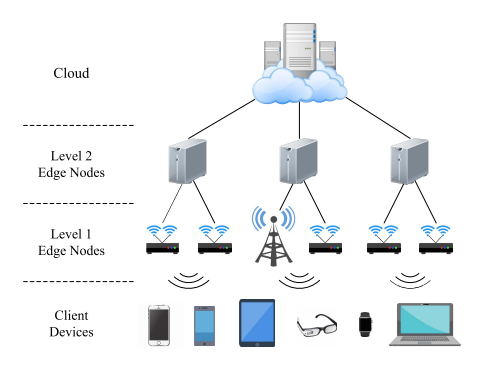 Cloud
Level 2
Edge Nodes
Level 1
Edge Nodes
Client
Devices